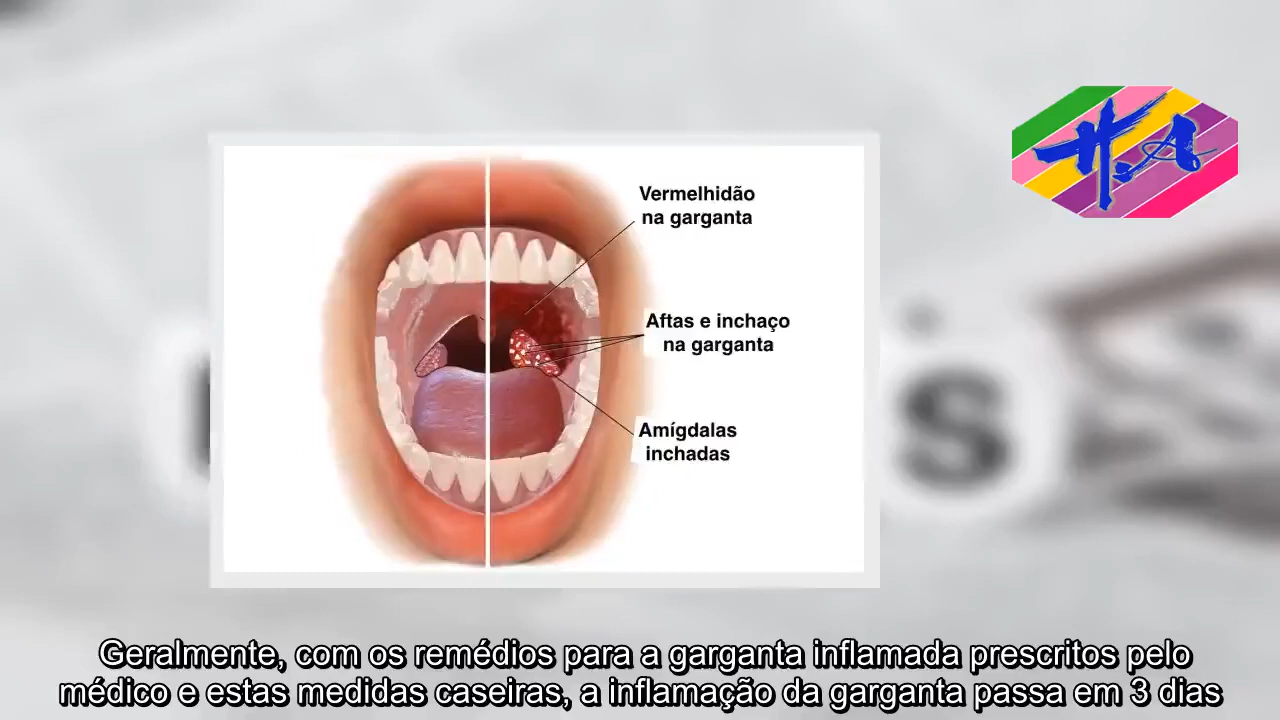 H.A
Vermelhidão
na garganta
Aftas e inchaço
na garganta
Amígdalas
inchadas
s
Geralmente, com os remédios para a garganta inflamada prescritos pelo
médico e estas medidas caseiras, a inflamação da garganta passa em 3 dias